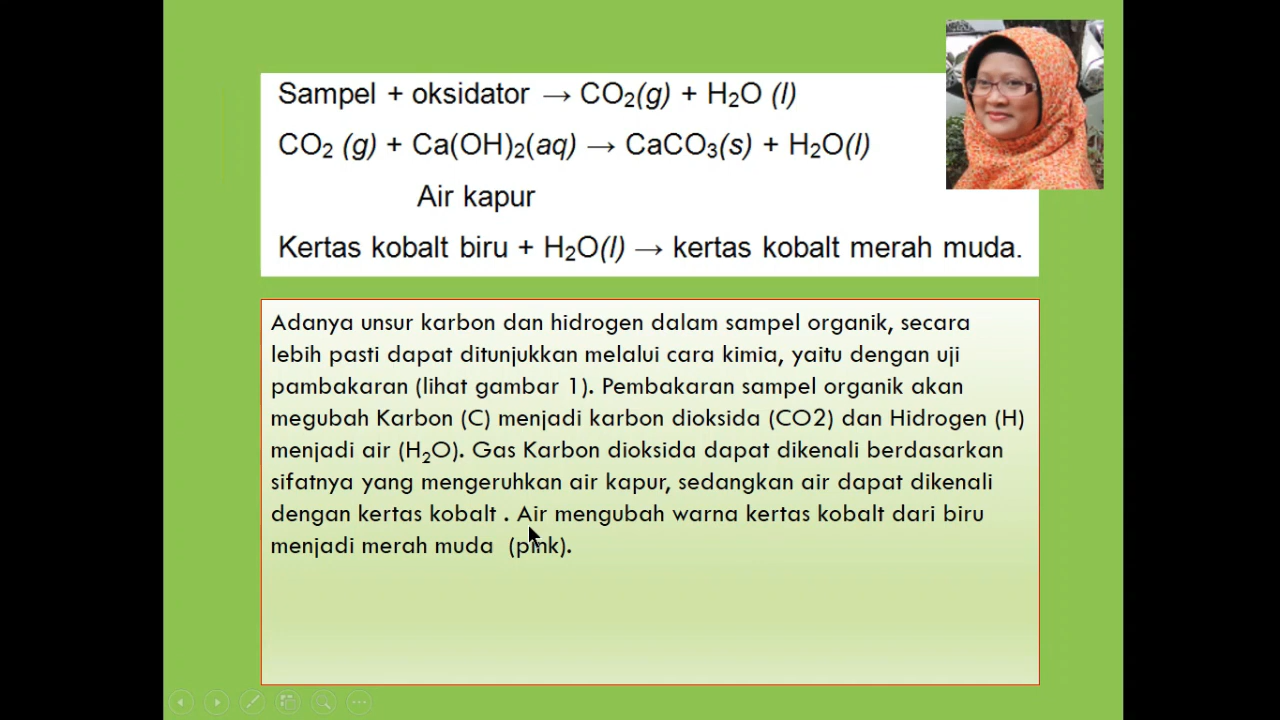 Sampel + oksidator → CO₂(g) + H₂O (l)
CO₂ (g) + Ca(OH)₂(aq) → CaCO₃(s) + H₂O(l)
Air kapur
Kertas kobalt biru + H₂O(l) → kertas kobalt merah muda.
Adanya unsur karbon dan hidrogen dalam sampel organik, secara
lebih pasti dapat ditunjukkan melalui cara kimia, yaitu dengan uji
pambakaran (lihat gambar 1). Pembakaran sampel organik akan
megubah Karbon (C) menjadi karbon dioksida (CO2) dan Hidrogen (H)
menjadi air (H₂O). Gas Karbon dioksida dapat dikenali berdasarkan
sifatnya yang mengeruhkan air kapur, sedangkan air dapat dikenali
dengan kertas kobalt . Air mengubah warna kertas kobalt dari biru
menjadi merah muda  (pink).